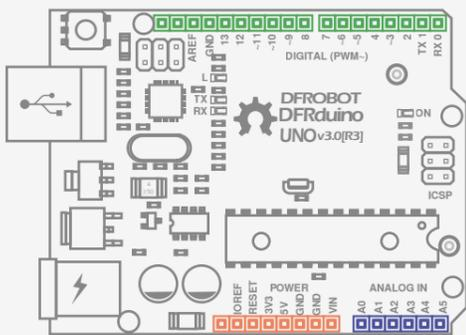 AREF
GND
13
12
~11
~10
~9
8
7
~6
~5
4
~3
2
TX 1
RX 0
DIGITAL (PWM~)
L
TX
RX
DFROBOT
DFRduino
UNO v3.0[R3]
ON
ICSP
POWER
ANALOG IN
IOREF
RESET
3V3
5V
GND
GND
VIN
A0
A1
A2
A3
A4
A5